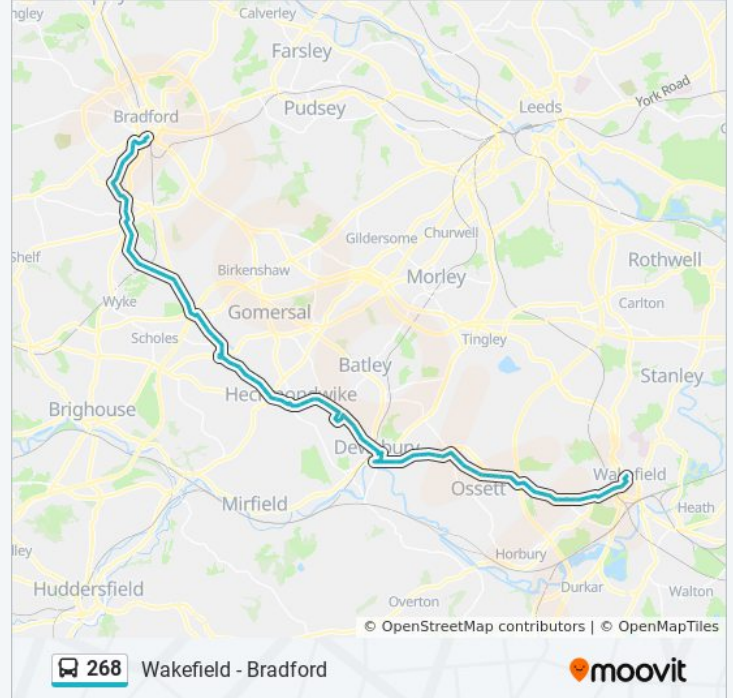 ngley
Calverley
Farsley
Pudsey
Leeds
York Road
Bradford
Gildersome
Churwell
Rothwell
Shelf
Birkenshaw
Morley
Wyke
Gomersal
Carlton
Scholes
Tingley
Batley
Stanley
Heckmondwike
Brighouse
Dewsbury
Wakefield
Ossett
Mirfield
Heath
lley
Horbury
Huddersfield
Durkar
Walton
Overton
© OpenStreetMap contributors | © OpenMapTiles
268 Wakefield - Bradford
moovit